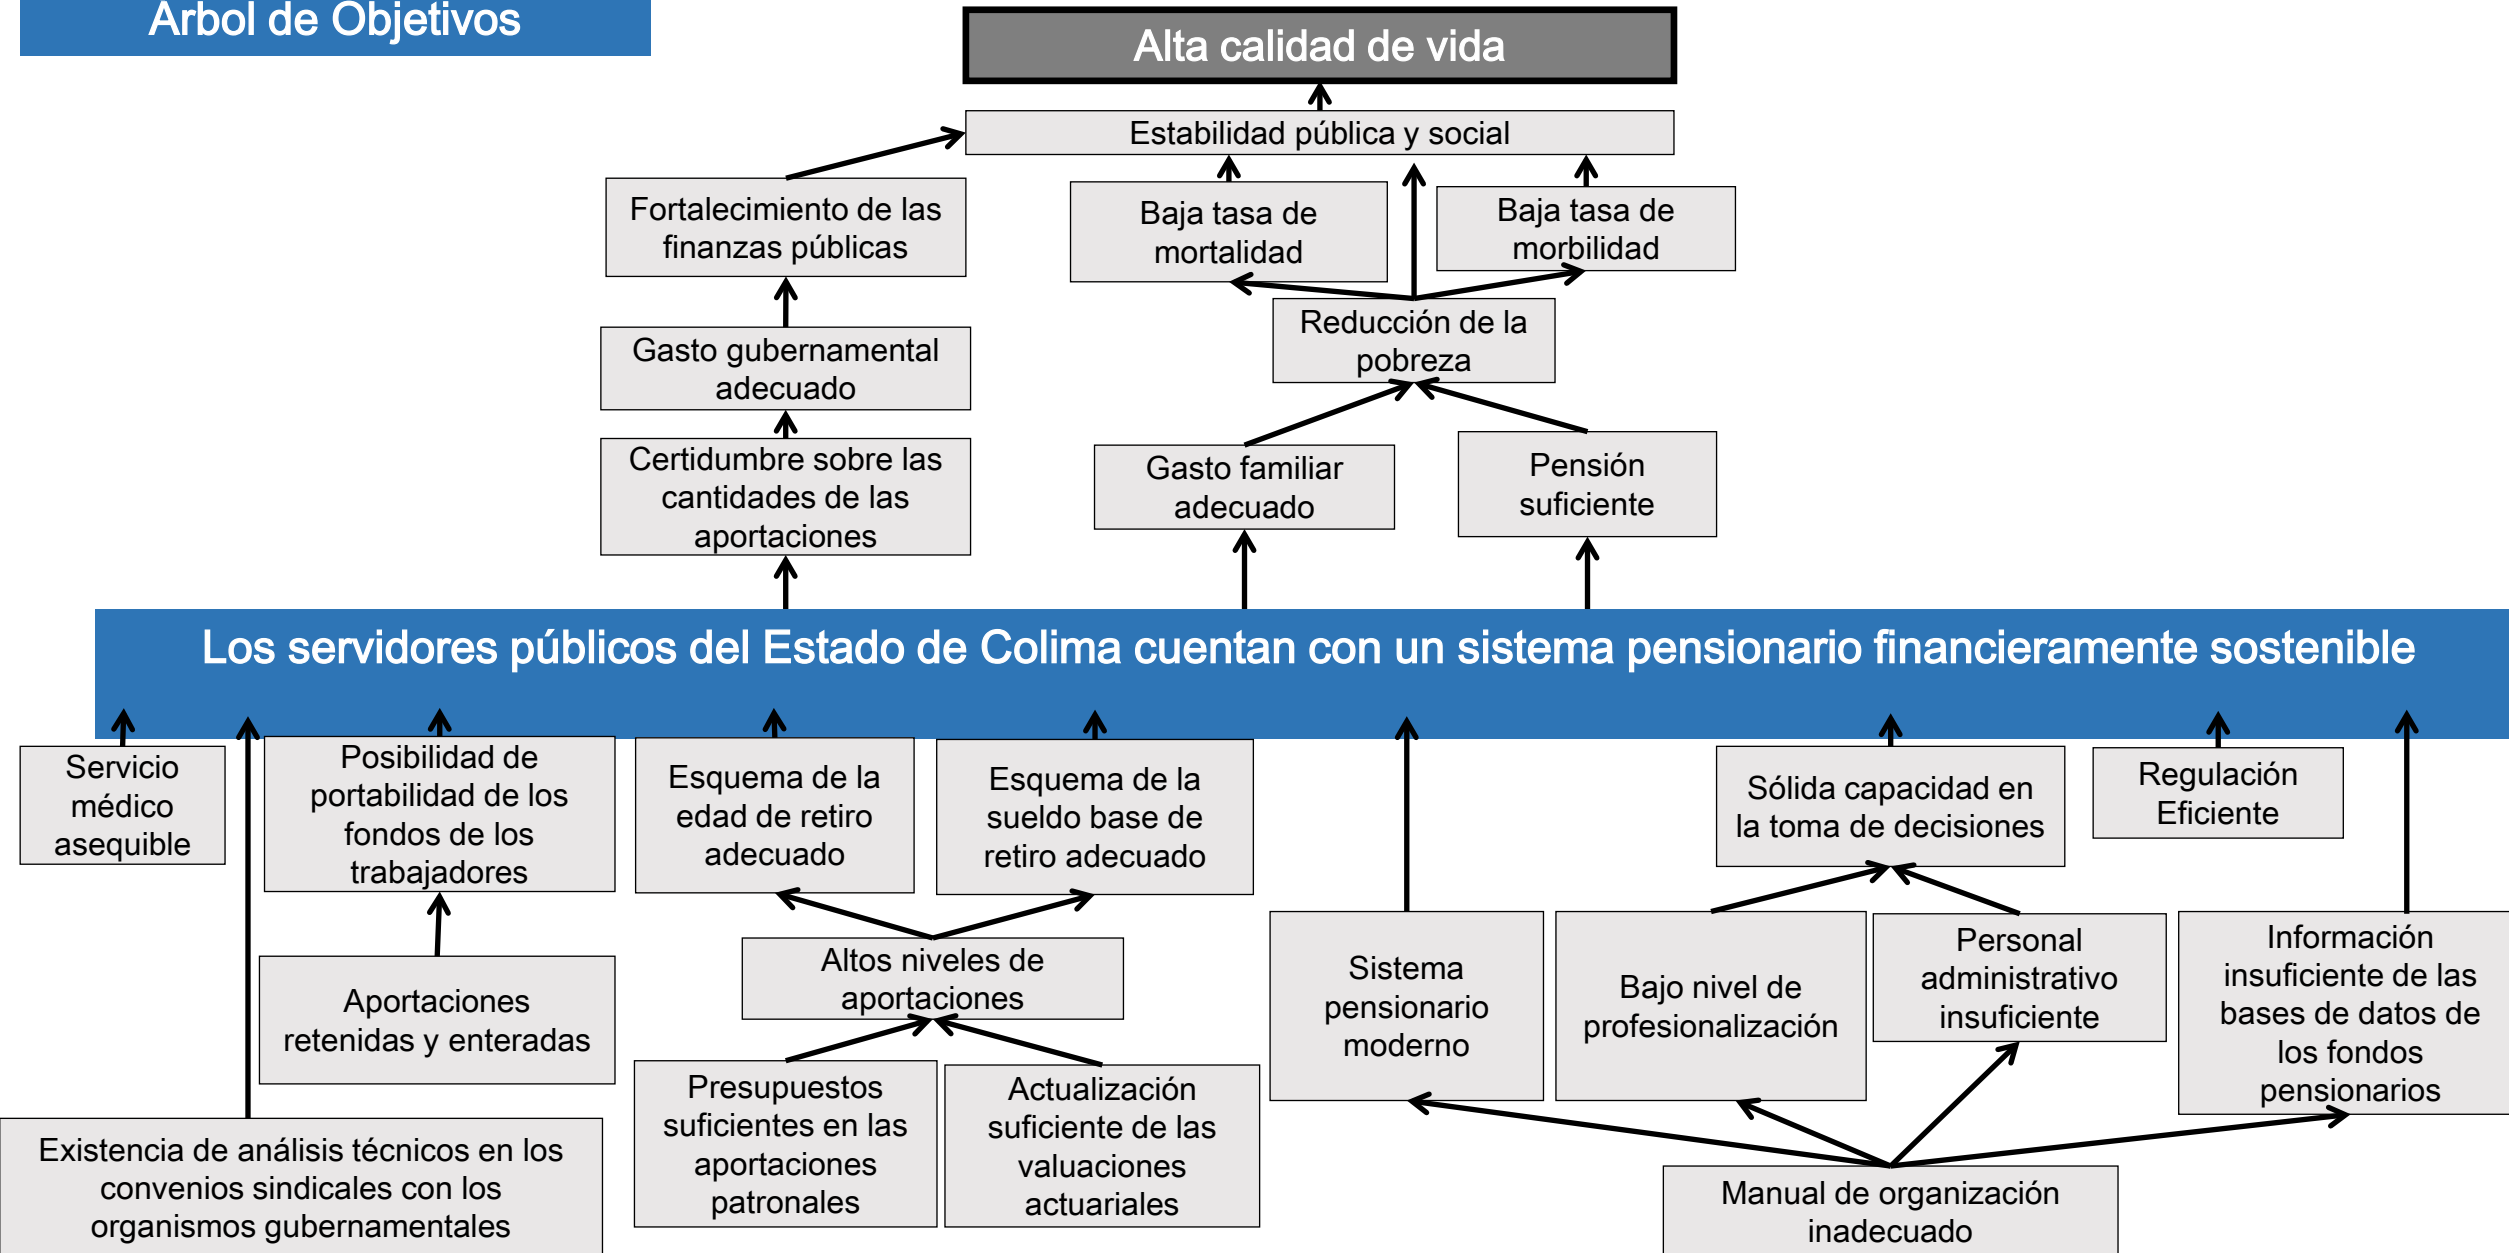 Arbol de Objetivos
Alta calidad de vida
Estabilidad pública y social
Fortalecimiento de las
finanzas públicas
Baja tasa de
mortalidad
Baja tasa de
morbilidad
Gasto gubernamental
adecuado
Reducción de la
pobreza
Certidumbre sobre las
cantidades de las
aportaciones
Gasto familiar
adecuado
Pensión
suficiente
Los servidores públicos del Estado de Colima cuentan con un sistema pensionario financieramente sostenible
Servicio
médico
asequible
Posibilidad de
portabilidad de los
fondos de los
trabajadores
Esquema de la
edad de retiro
adecuado
Esquema de la
sueldo base de
retiro adecuado
Sólida capacidad en
la toma de decisiones
Regulación
Eficiente
Aportaciones
retenidas y enteradas
Altos niveles de
aportaciones
Sistema
pensionario
moderno
Bajo nivel de
profesionalización
Personal
administrativo
insuficiente
Información
insuficiente de las
bases de datos de
los fondos
pensionarios
Existencia de análisis técnicos en los
convenios sindicales con los
organismos gubernamentales
Presupuestos
suficientes en las
aportaciones
patronales
Actualización
suficiente de las
valuaciones
actuariales
Manual de organización
inadecuado